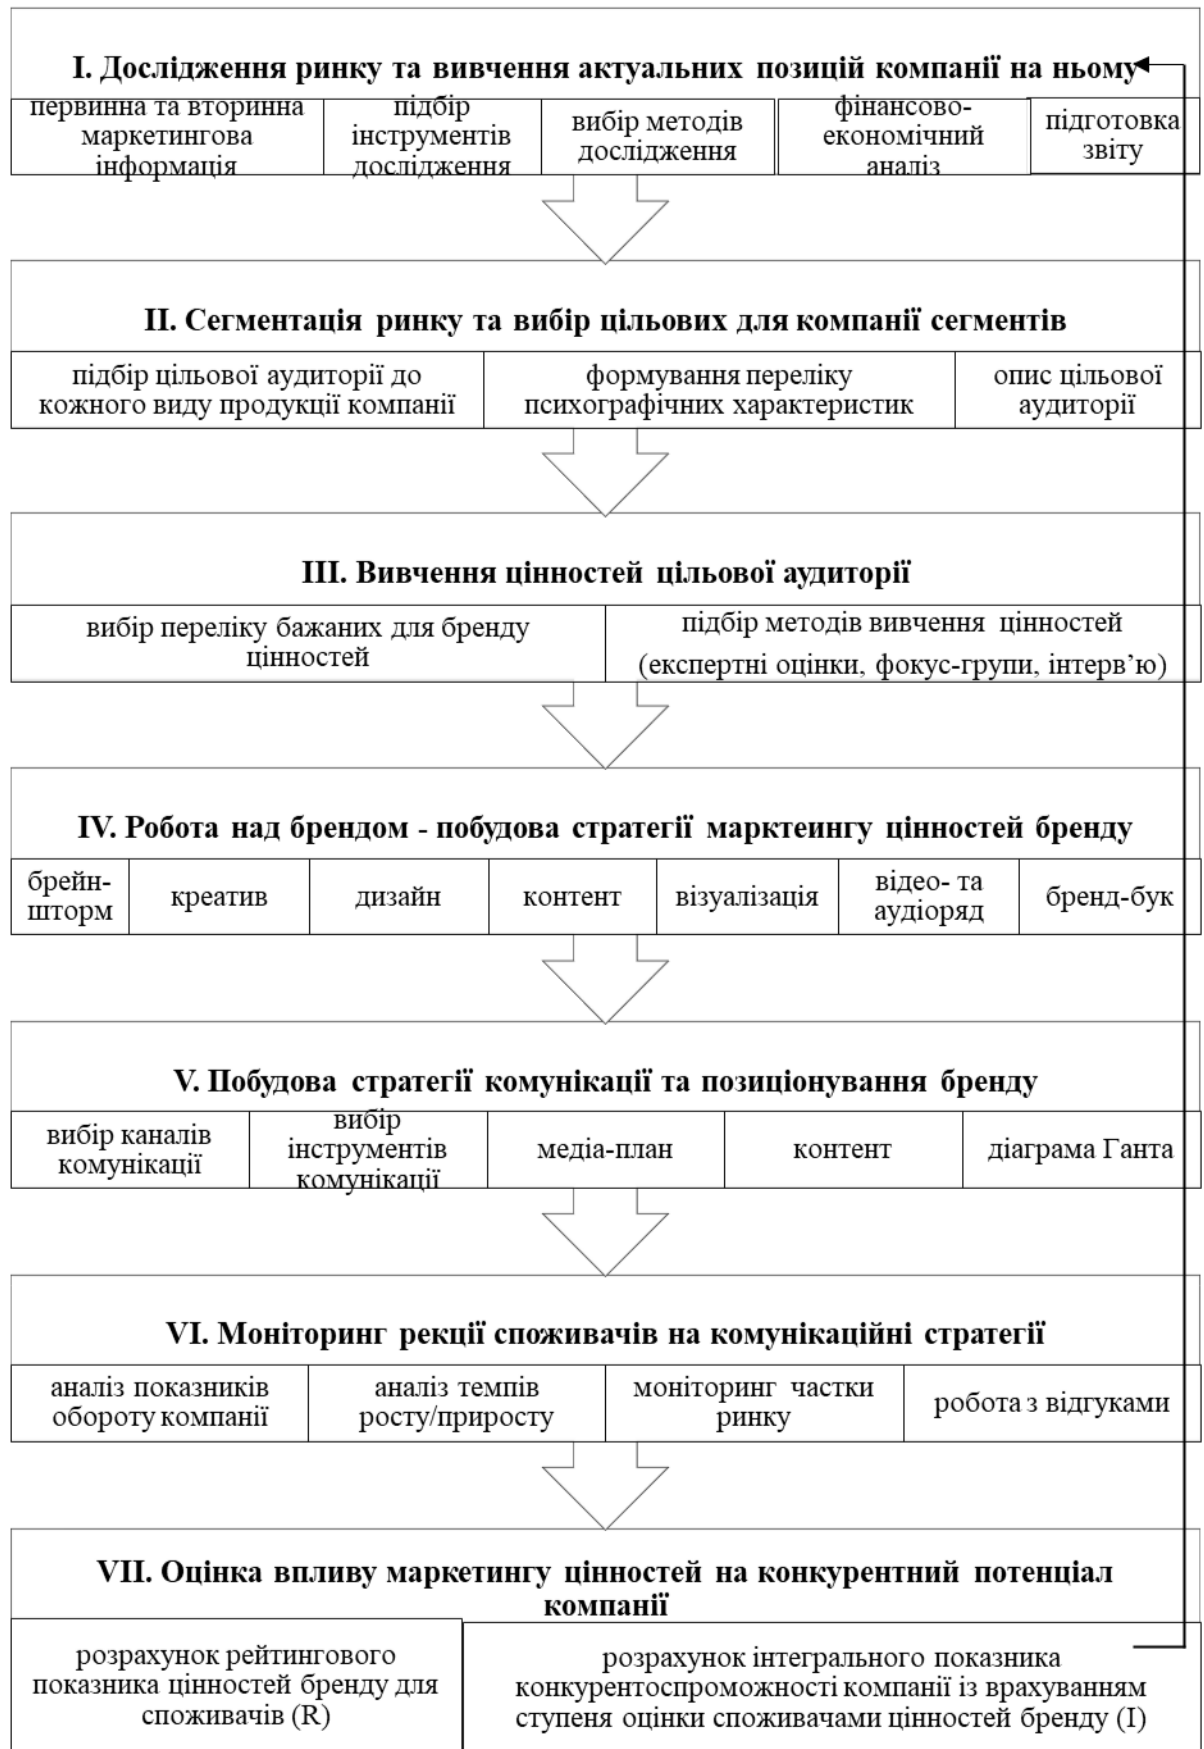 І. Дослідження ринку та вивчення актуальних позицій компанії на ньому
первинна та вторинна
маркетингова
інформація
підбір
інструментів
дослідження
вибір методів
дослідження
фінансово-
економічний
аналіз
підготовка
звіту
ІІ. Сегментація ринку та вибір цільових для компанії сегментів
підбір цільової аудиторії до
кожного виду продукції компанії
формування переліку
психографічних характеристик
опис цільової
аудиторії
ІІІ. Вивчення цінностей цільової аудиторії
вибір переліку бажаних для бренду
цінностей
підбір методів вивчення цінностей
(експертні оцінки, фокус-групи, інтерв’ю)
IV. Робота над брендом - побудова стратегії марктеингу цінностей бренду
брейн-
шторм
креатив
дизайн
контент
візуалізація
відео- та
аудіоряд
бренд-бук
V. Побудова стратегії комунікації та позиціонування бренду
вибір каналів
комунікації
вибір
інструментів
комунікації
медіа-план
контент
діаграма Ганта
VI. Моніторинг рекції споживачів на комунікаційні стратегії
аналіз показників
обороту компанії
аналіз темпів
росту/приросту
моніторинг частки
ринку
робота з відгуками
VII. Оцінка впливу маркетингу цінностей на конкурентний потенціал
компанії
розрахунок рейтингового
показника цінностей бренду для
споживачів (R)
розрахунок інтегрального показника
конкурентоспроможності компанії із врахуванням
ступеня оцінки споживачами цінностей бренду (I)